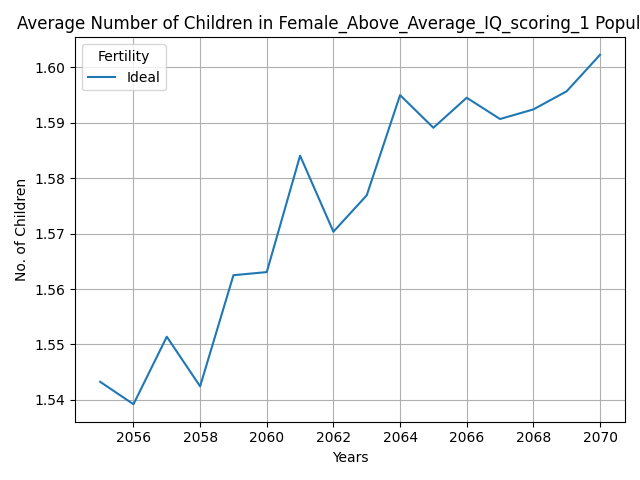 Average Number of Children in Female_Above_Average_IQ_scoring_1 Popul
Fertility
Ideal
1.60
1.59
1.58
1.57
1.56
1.55
1.54
No. of Children
2056 2058 2060 2062 2064 2066 2068 2070
Years